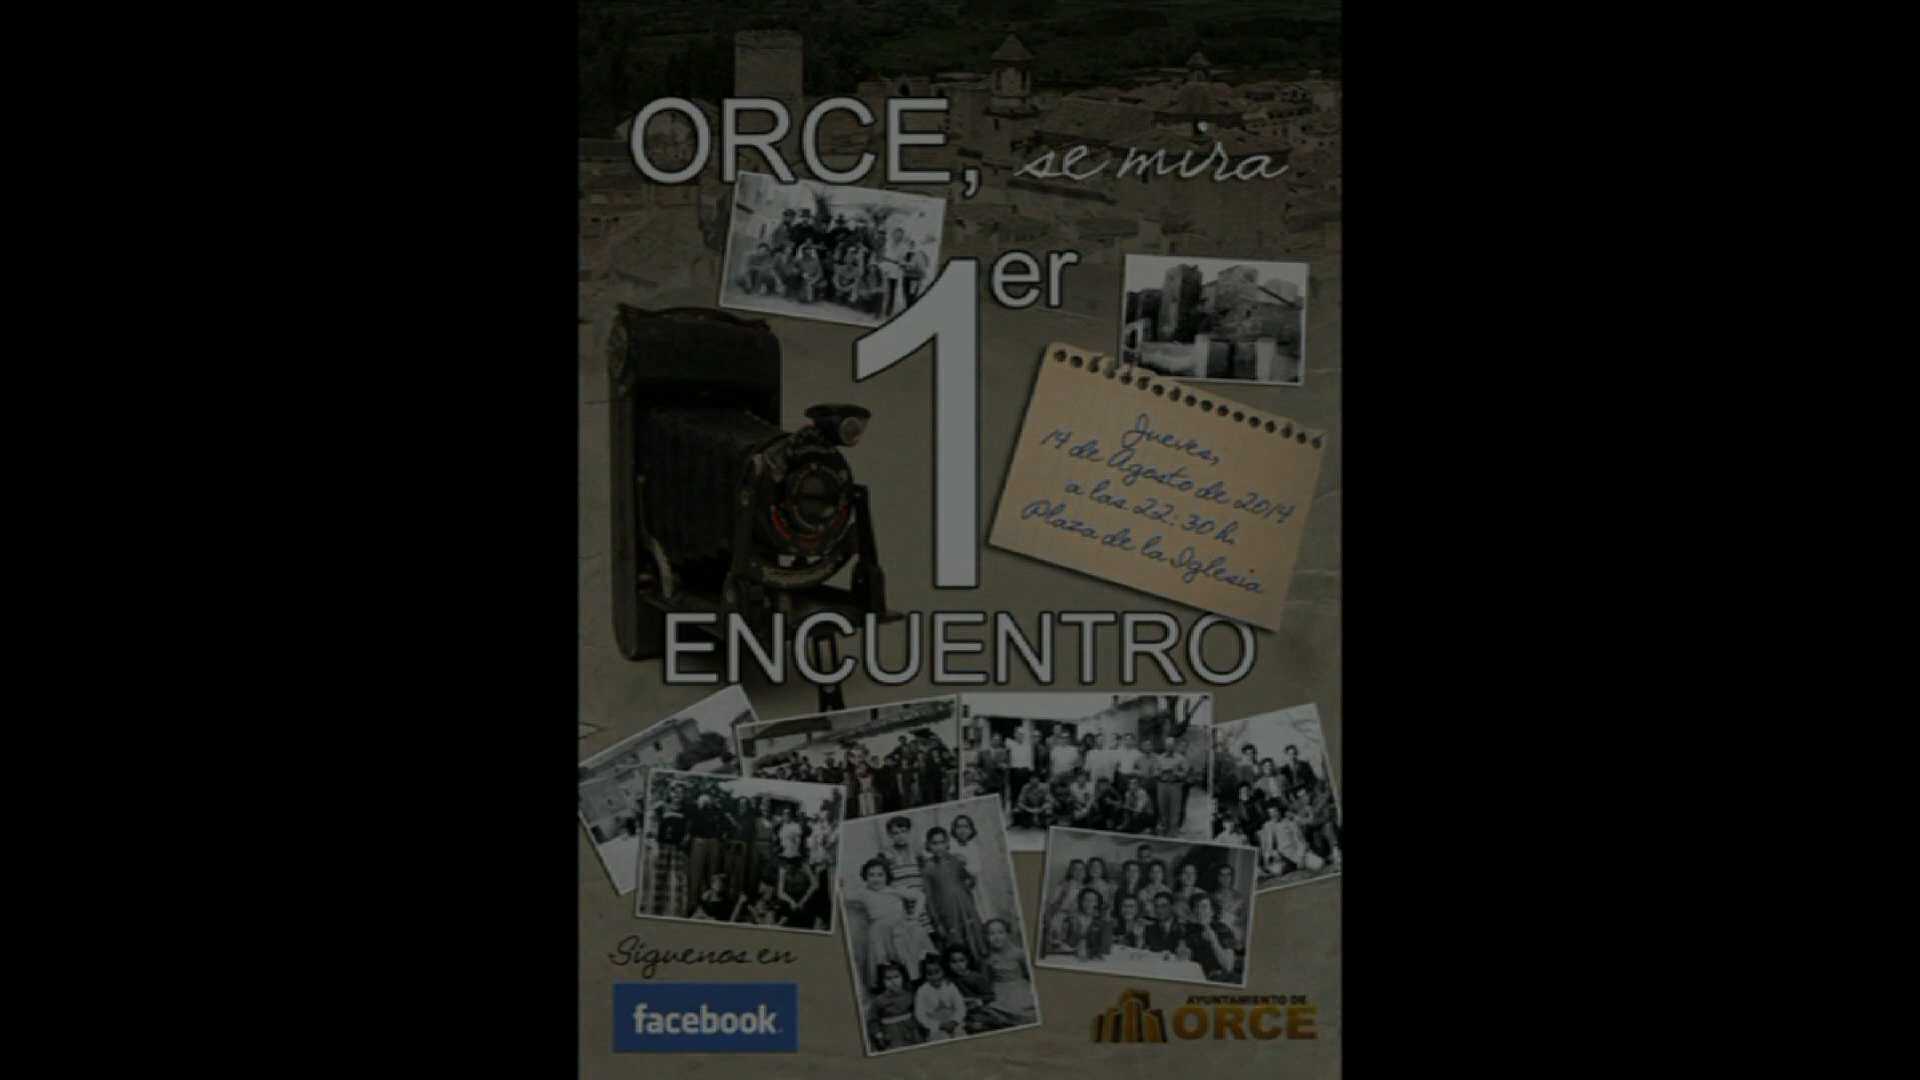 ORCE, se mira
1er
Jueves,
14 de Agosto de 2014
a las 22:30 h.
Plaza de la Iglesia
ENCUENTRO
Síguenos en
facebook
AYUNTAMIENTO DE
ORCE